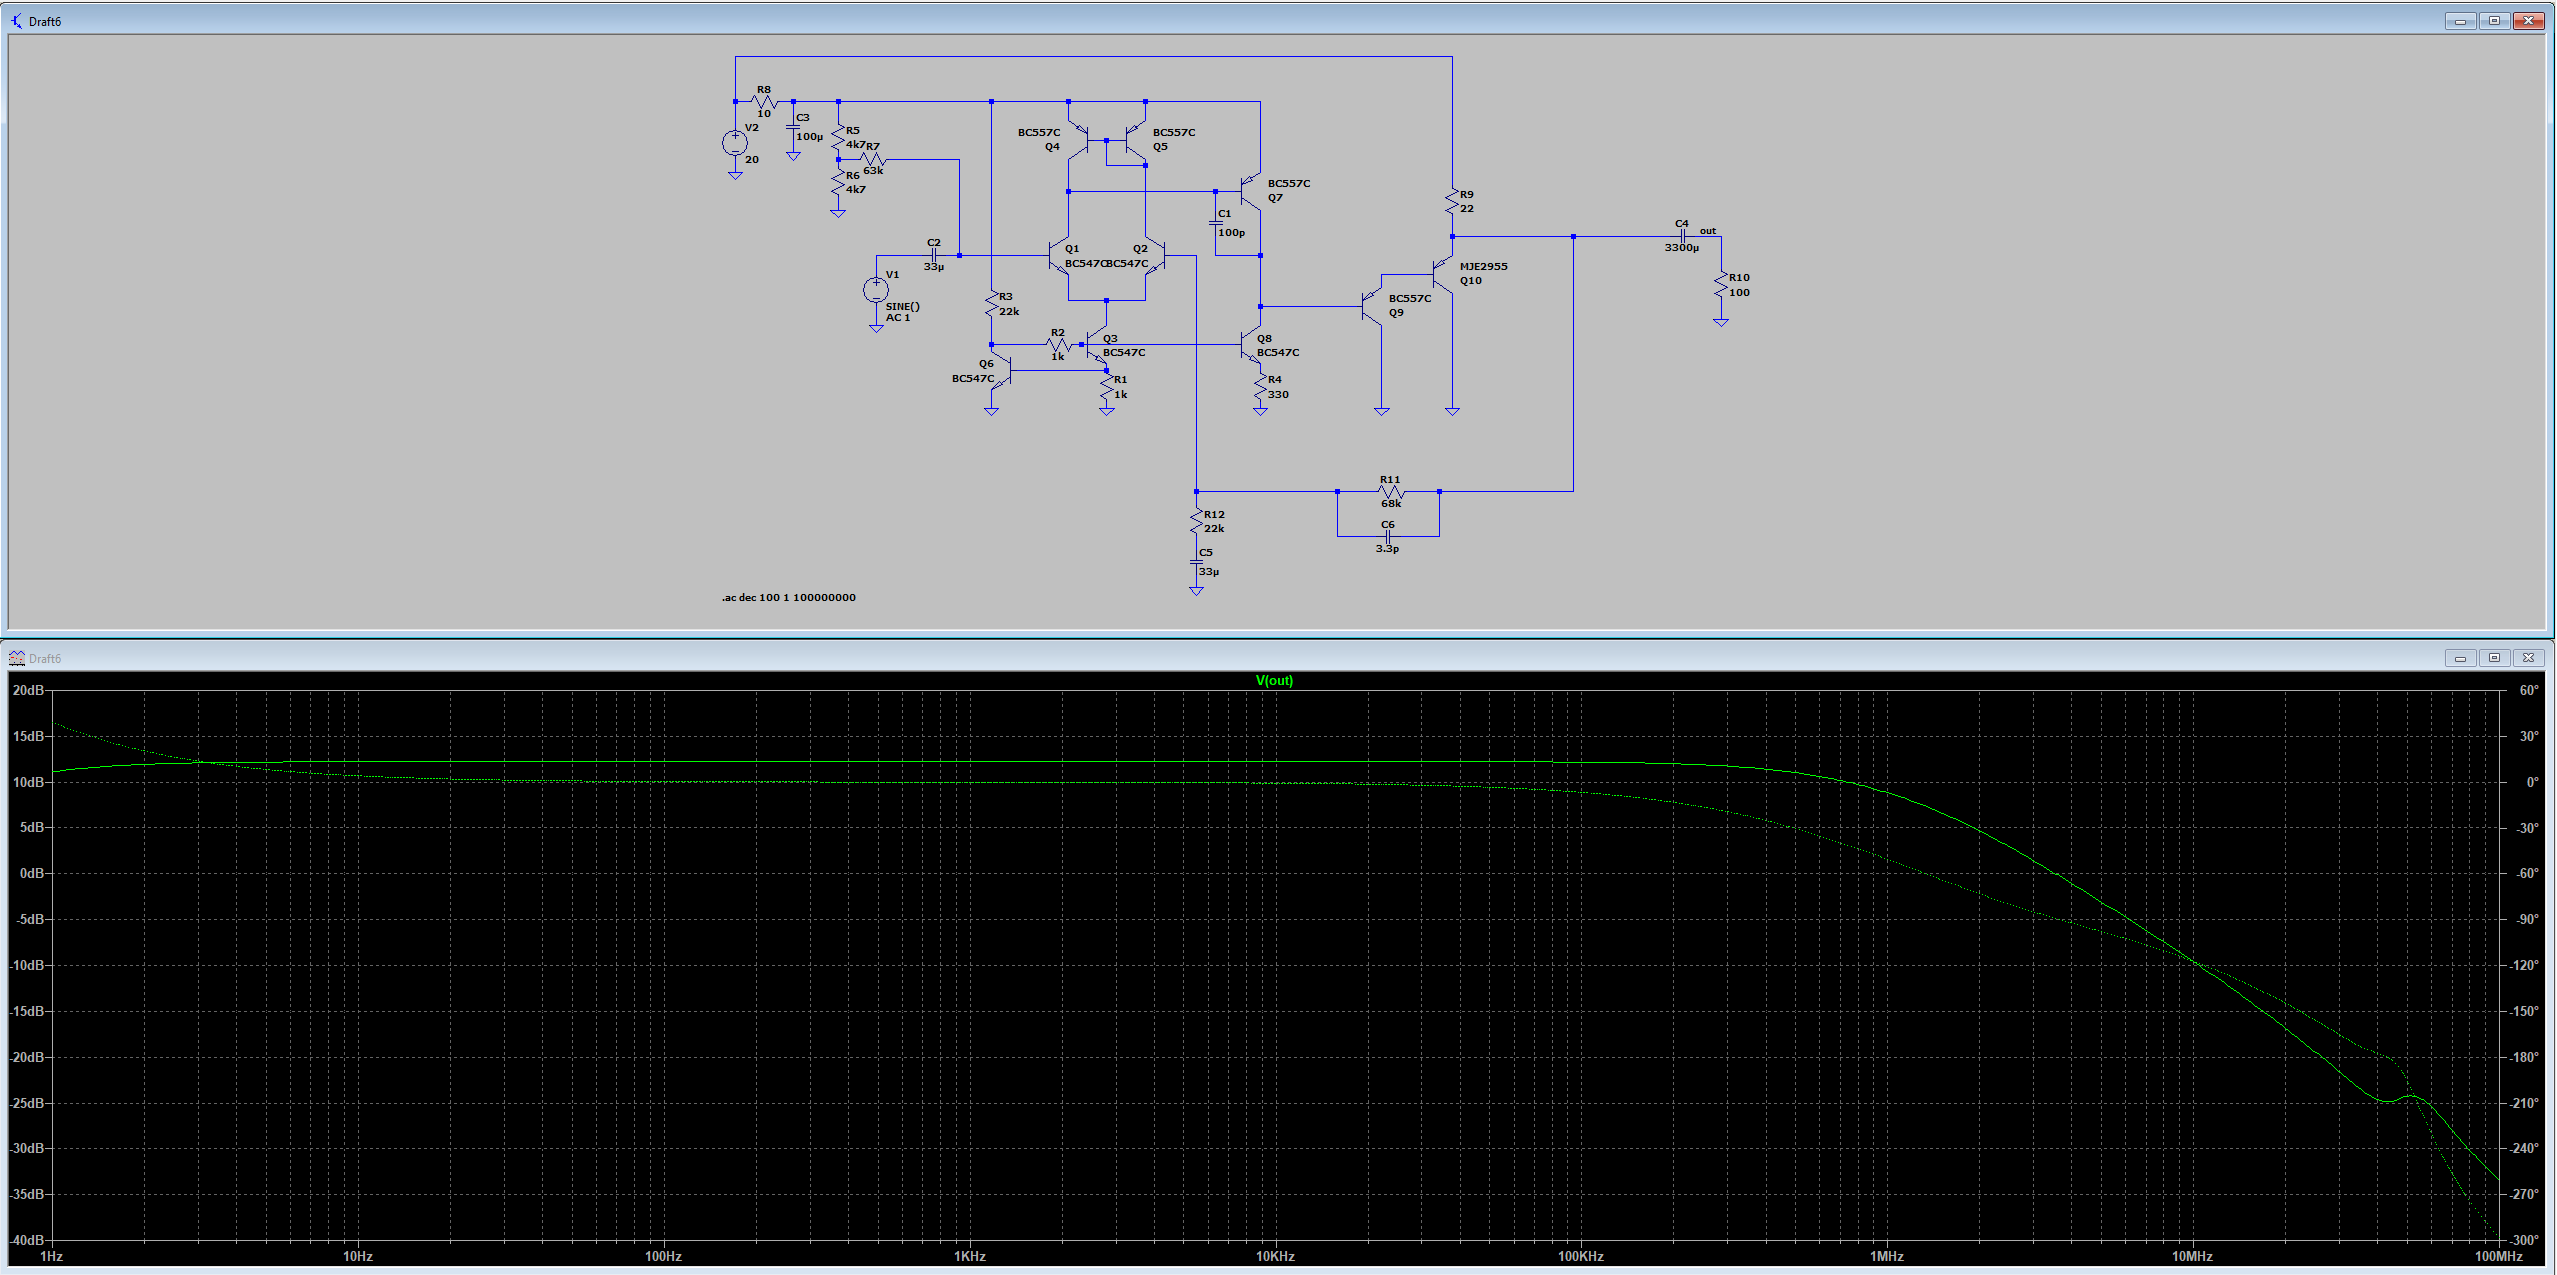 Draft6
R8
10
C3
100µ
V2
20
R5
4k7
R7
63k
R6
4k7
BC557C
Q4
BC557C
Q5
BC557C
Q7
C1
100p
R9
22
C4
3300µ
out
R10
100
MJE2955
Q10
BC557C
Q9
C2
33µ
V1
SINE()
AC 1
Q1
BC547C
Q2
BC547C
R3
22k
R2
1k
Q3
BC547C
Q8
BC547C
Q6
BC547C
R1
1k
R4
330
R11
68k
C6
3.3p
R12
22k
C5
33µ
.ac dec 100 1 100000000
Draft6
V(out)
20dB
15dB
10dB
5dB
0dB
-5dB
-10dB
-15dB
-20dB
-25dB
-30dB
-35dB
-40dB
60°
30°
0°
-30°
-60°
-90°
-120°
-150°
-180°
-210°
-240°
-270°
-300°
1Hz
10Hz
100Hz
1KHz
10KHz
100KHz
1MHz
10MHz
100MHz